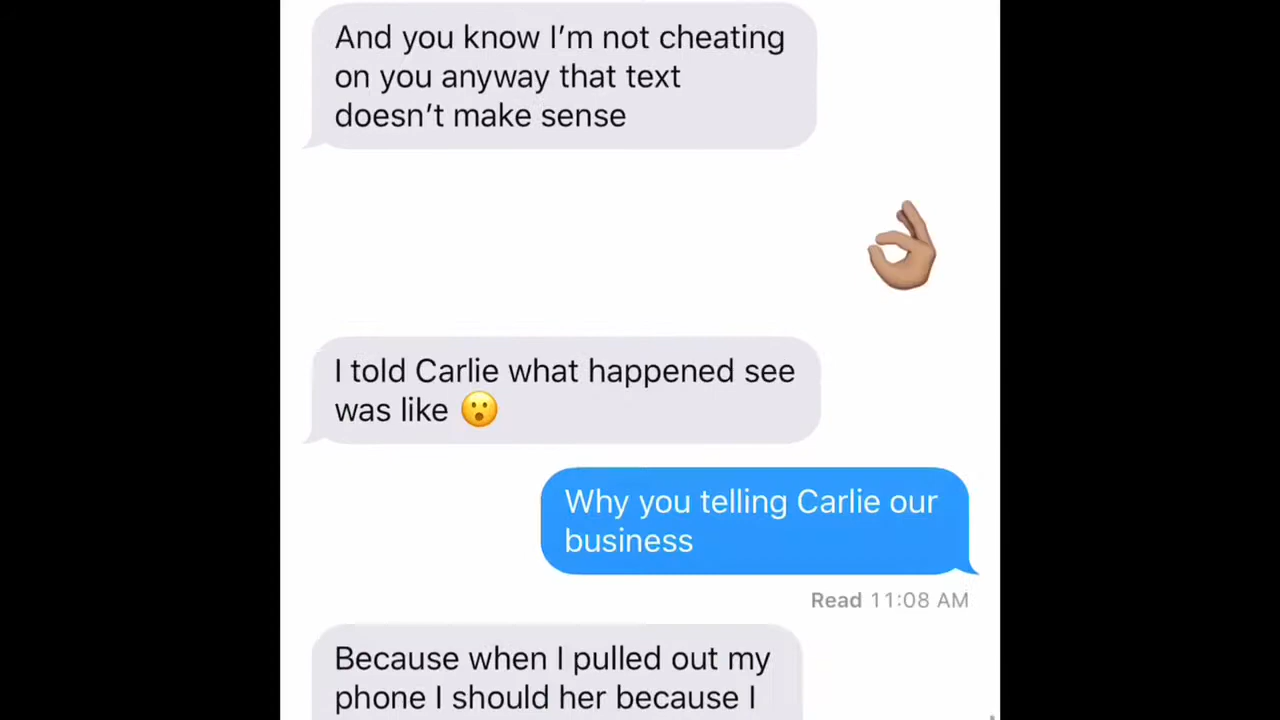 And you know I’m not cheating
on you anyway that text
doesn’t make sense
👌🏽
I told Carlie what happened see
was like 😮
Why you telling Carlie our
business
Read 11:08 AM
Because when I pulled out my
phone I should her because I